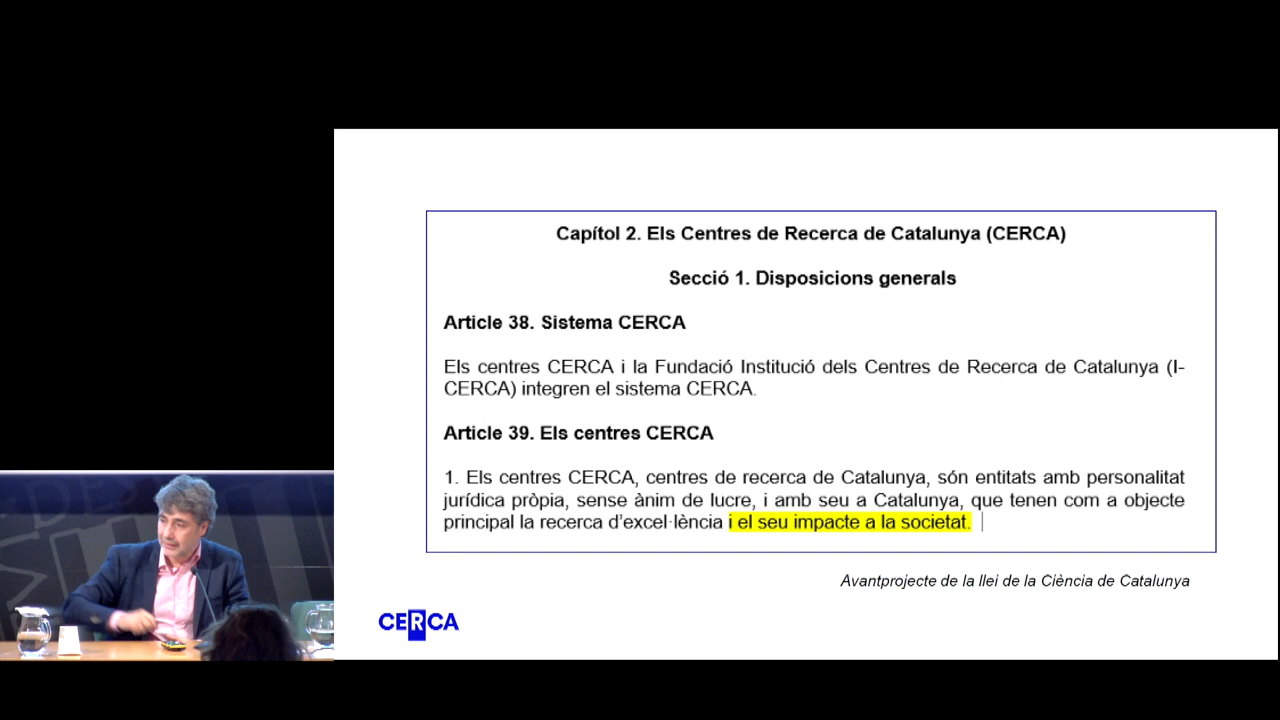 Capítol 2. Els Centres de Recerca de Catalunya (CERCA)
Secció 1. Disposicions generals
Article 38. Sistema CERCA
Els centres CERCA i la Fundació Institució dels Centres de Recerca de Catalunya (I-
CERCA) integren el sistema CERCA.
Article 39. Els centres CERCA
1. Els centres CERCA, centres de recerca de Catalunya, són entitats amb personalitat
jurídica pròpia, sense ànim de lucre, i amb seu a Catalunya, que tenen com a objecte
principal la recerca d'excel·lència i el seu impacte a la societat.
Avantprojecte de la llei de la Ciència de Catalunya
CERCA